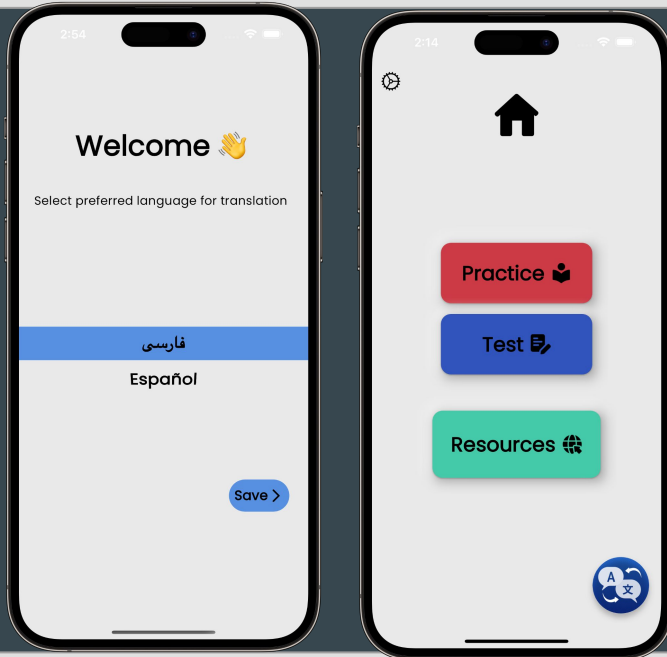 2:54
Welcome 👋
Select preferred language for translation
فارسی
Español
Save >
2:14
Practice
Test
Resources
A 文